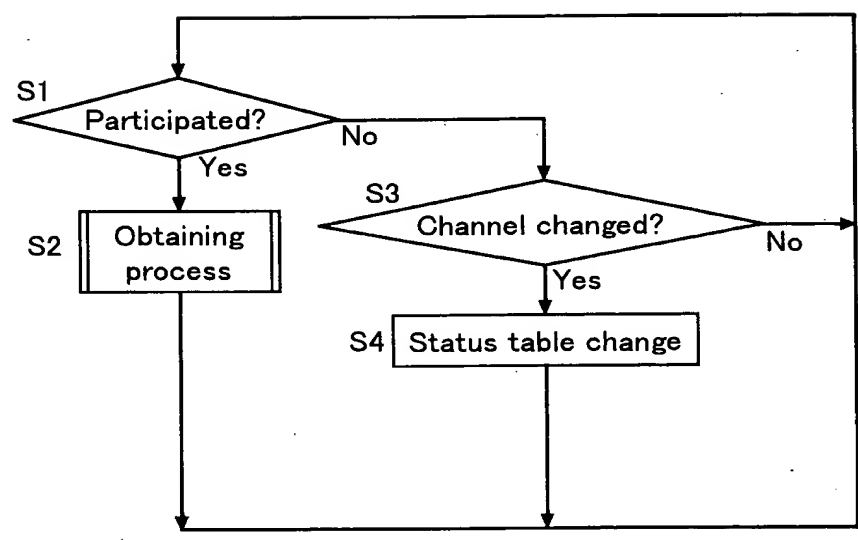 S1
Participated?
No
Yes
S3
Channel changed?
No
S2
Obtaining
process
Yes
S4
Status table change